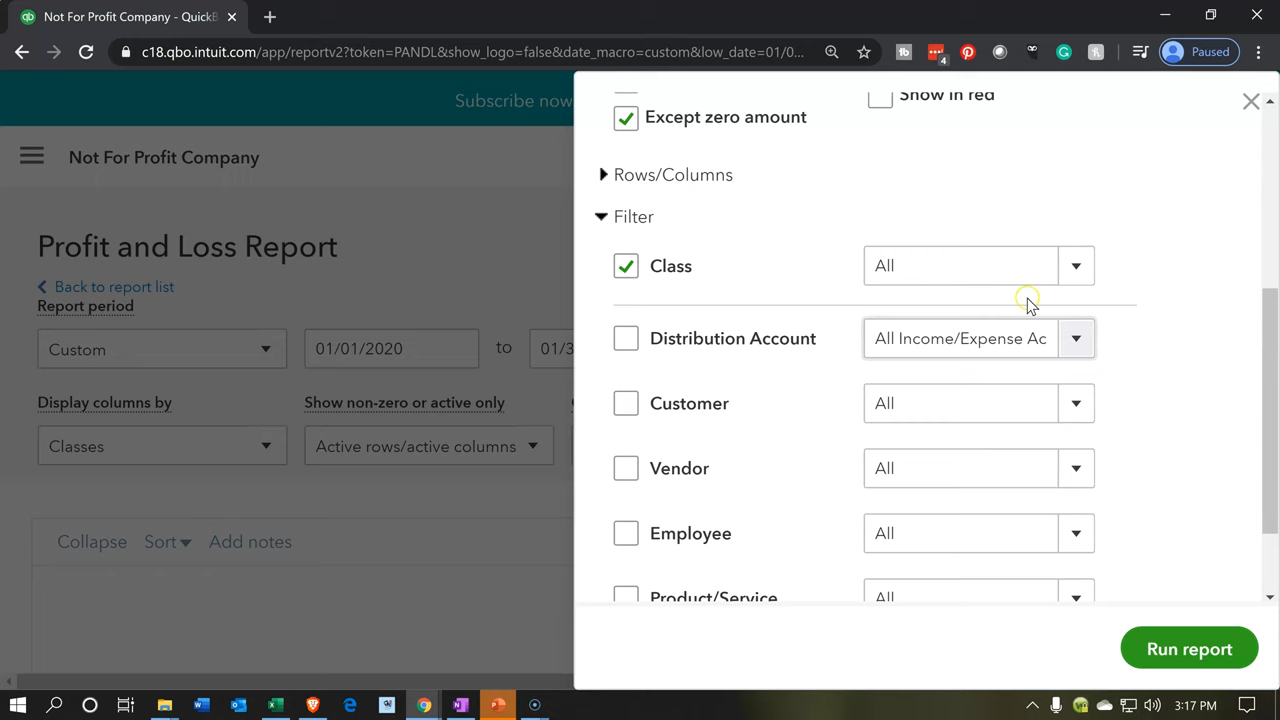 Not For Profit Company - QuickB
c18.qbo.intuit.com/app/reportv2?token=PANDL&show_logo=false&date_macro=custom&low_date=01/0...
4
Paused
Subscribe now
Not For Profit Company
Profit and Loss Report
Back to report list
Report period
Custom
01/01/2020
to
01/3
Display columns by
Show non-zero or active only
Classes
Active rows/active columns
Collapse
Sort
Add notes
Show in red
Except zero amount
Rows/Columns
Filter
Class
All
Distribution Account
All Income/Expense Ac
Customer
All
Vendor
All
Employee
All
Product/Service
All
Run report
3:17 PM